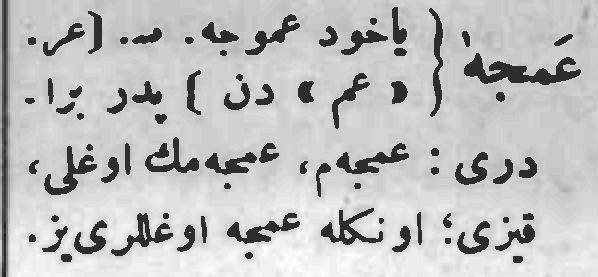 عَمجه { یاخود عموجه. س. [عر.
« عم » دن ] پدر برا-
دری : عمجه‌م، عمجه‌مك اوغلی،
قیزی؛ اونكله عمجه اوغللری‌یز.